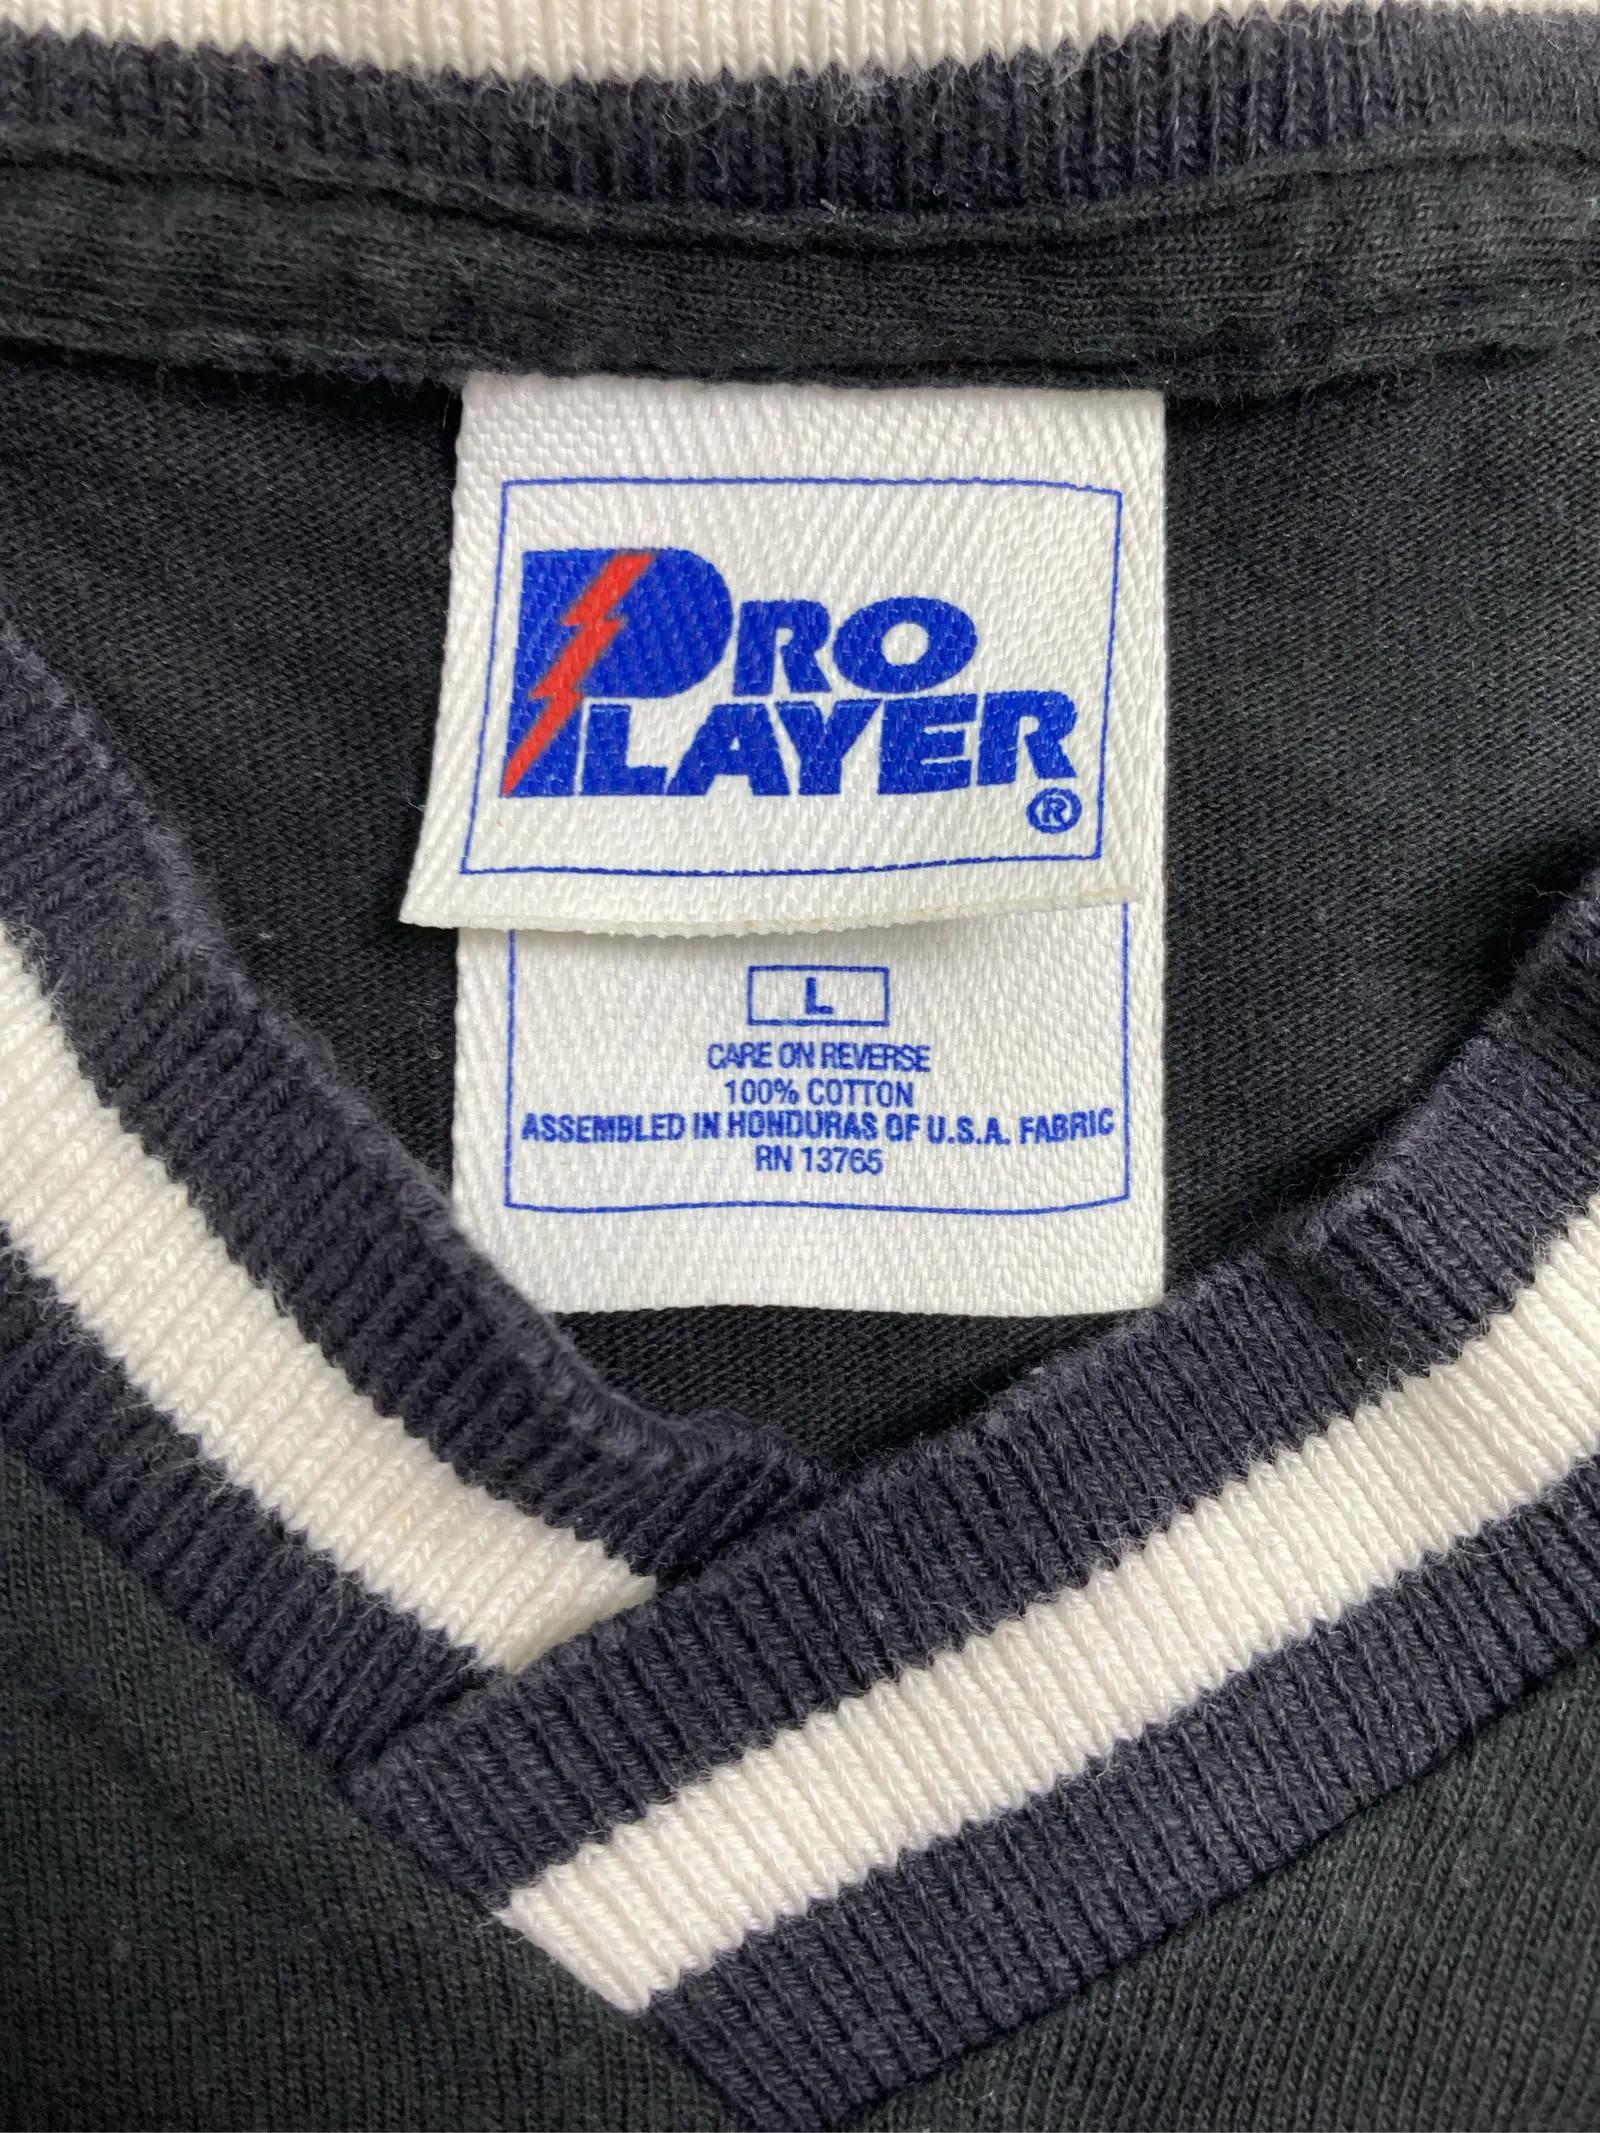 PRO
PLAYER
®
L
CARE ON REVERSE
100% COTTON
ASSEMBLED IN HONDURAS OF U.S.A. FABRIC
RN 13765